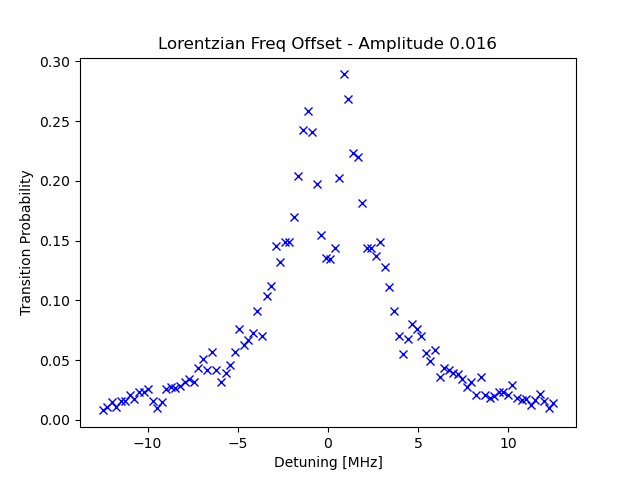 Lorentzian Freq Offset - Amplitude 0.016
Transition Probability
0.30
0.25
0.20
0.15
0.10
0.05
0.00
−10 −5 0 5 10
Detuning [MHz]